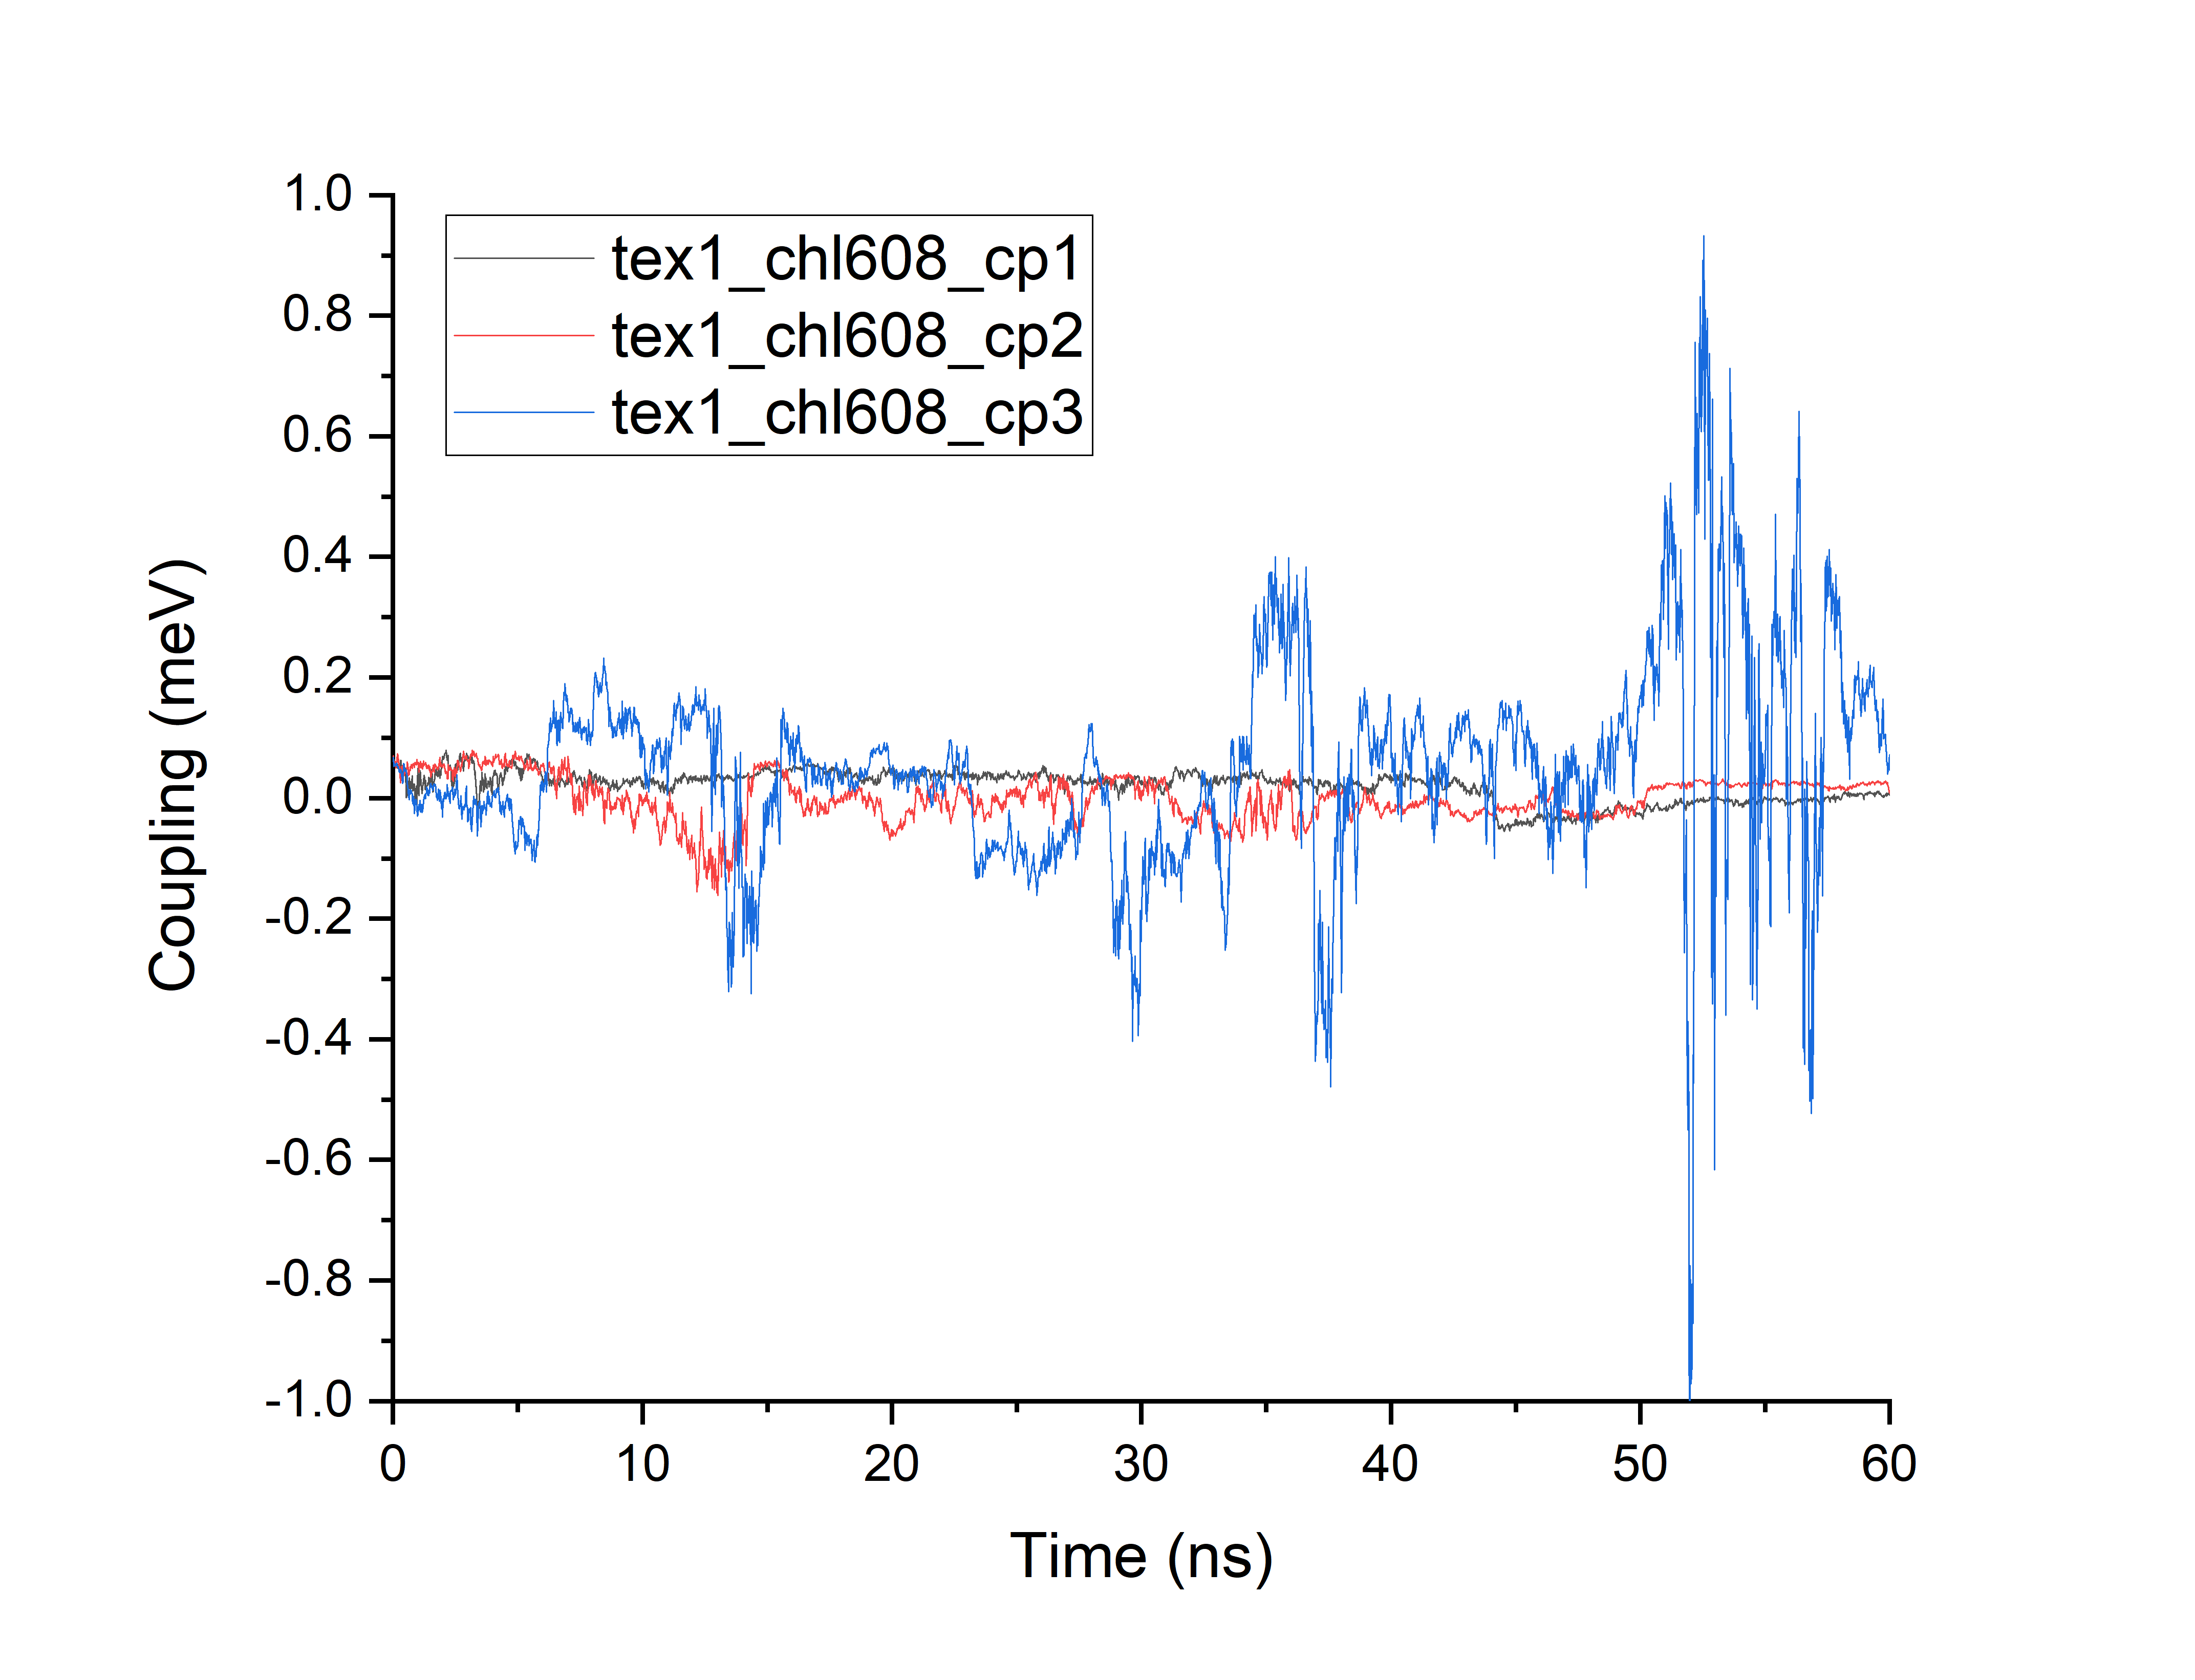 tex1_chl608_cp1
tex1_chl608_cp2
tex1_chl608_cp3
Coupling (meV)
1.0
0.8
0.6
0.4
0.2
0.0
-0.2
-0.4
-0.6
-0.8
-1.0
0 10 20 30 40 50 60
Time (ns)